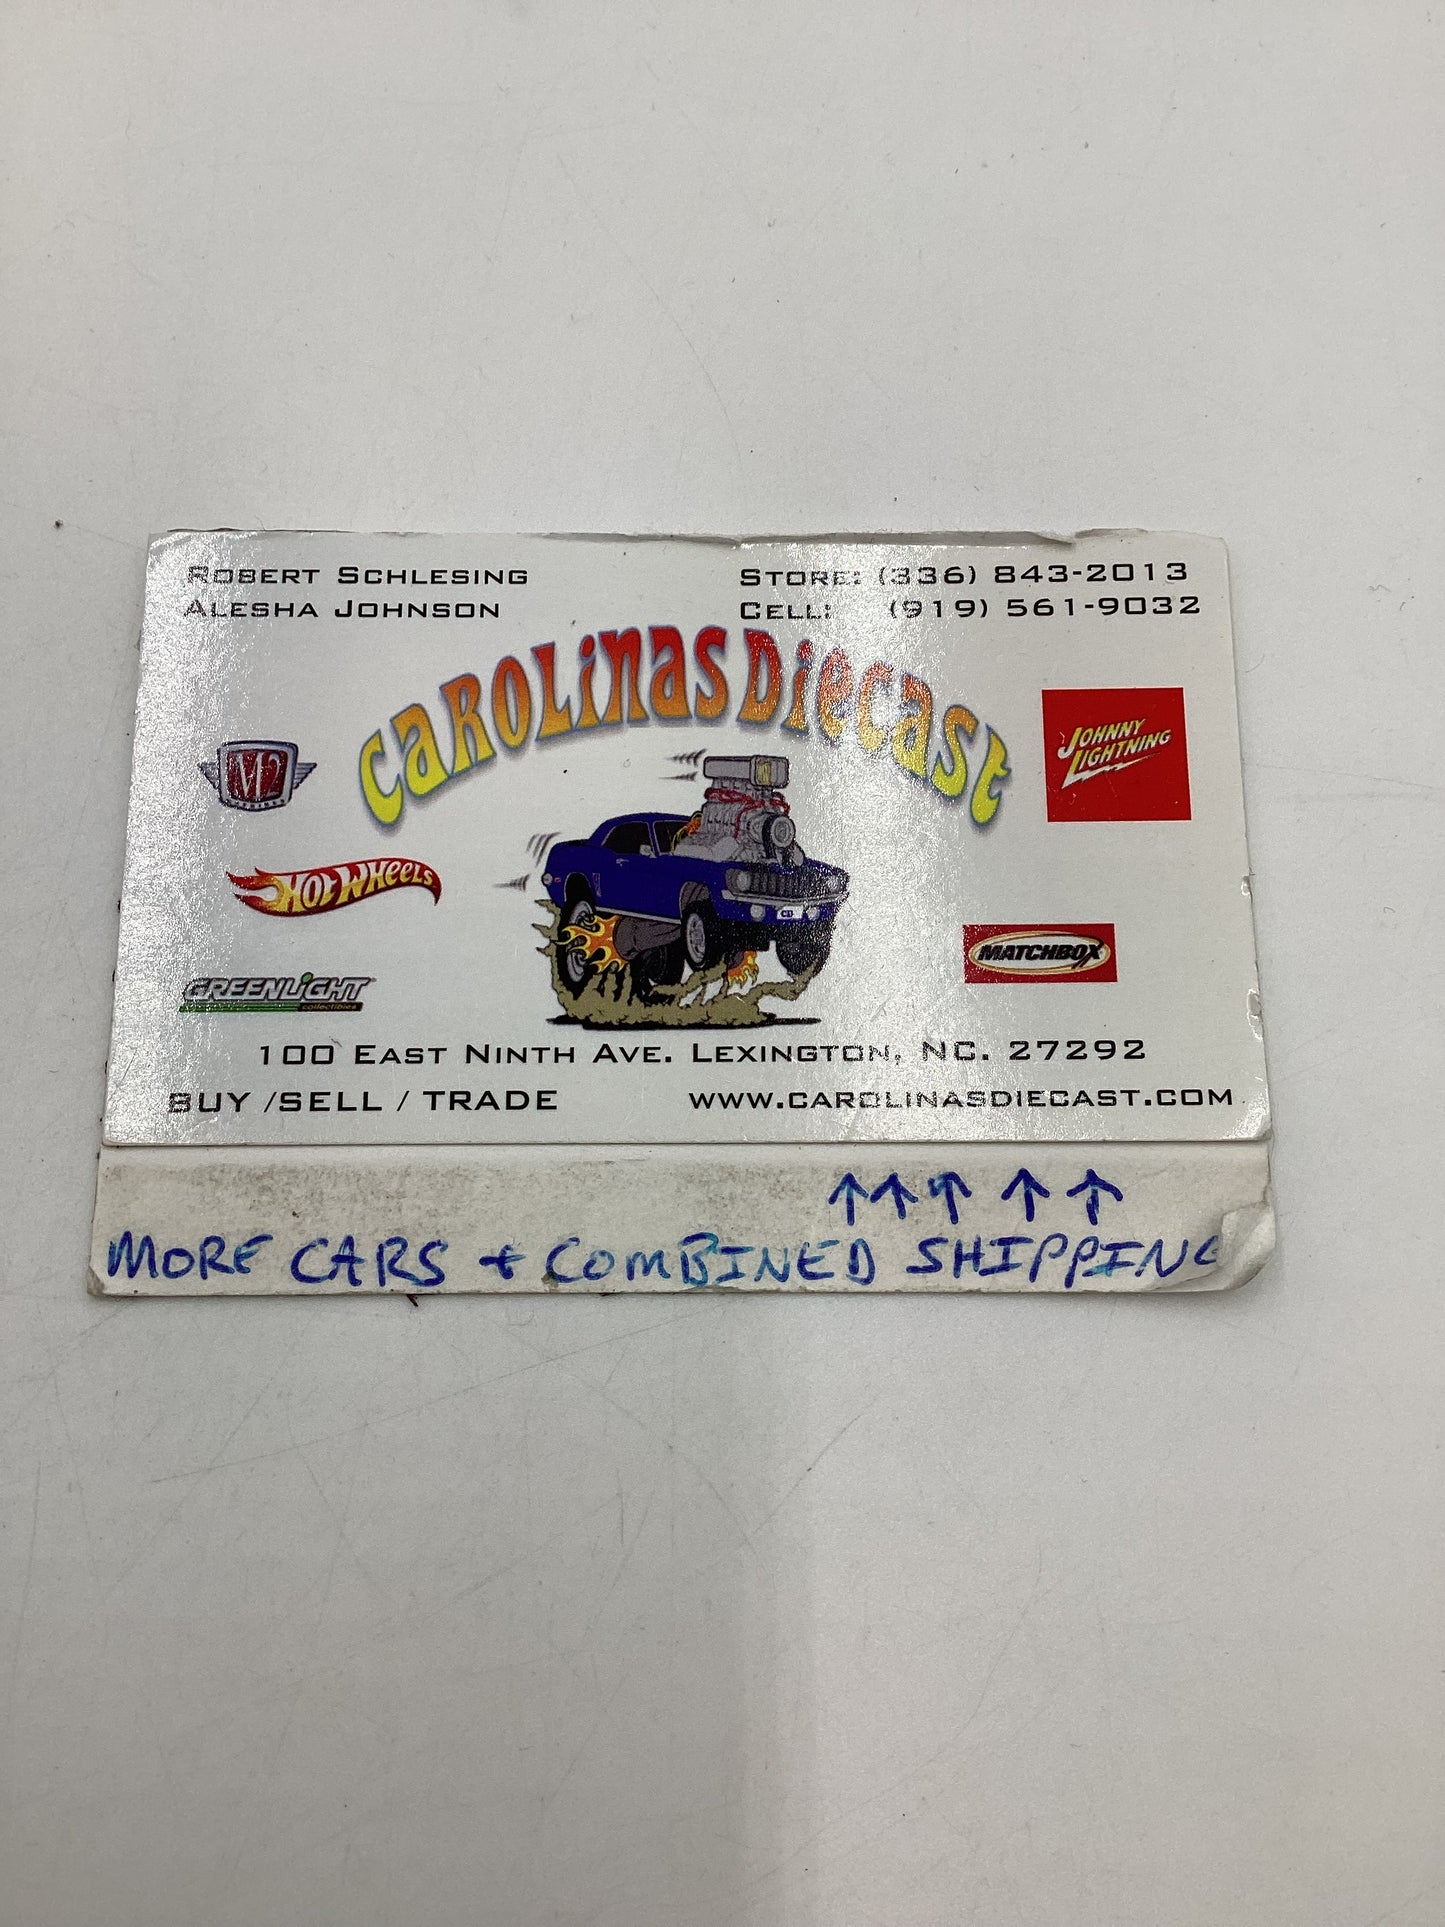 ROBERT SCHLESING
ALESHA JOHNSON
STORE: (336) 843-2013
CELL: (919) 561-9032
CAROLINAS DIECAST
M2
JOHNNY LIGHTNING
HOT WHEELS
MATCHBOX
GREENLIGHT
collectibles
100 EAST NINTH AVE. LEXINGTON, NC. 27292
BUY /SELL / TRADE
WWW.CAROLINASDIECAST.COM
↑↑↑↑↑
MORE CARS + COMBINED SHIPPING